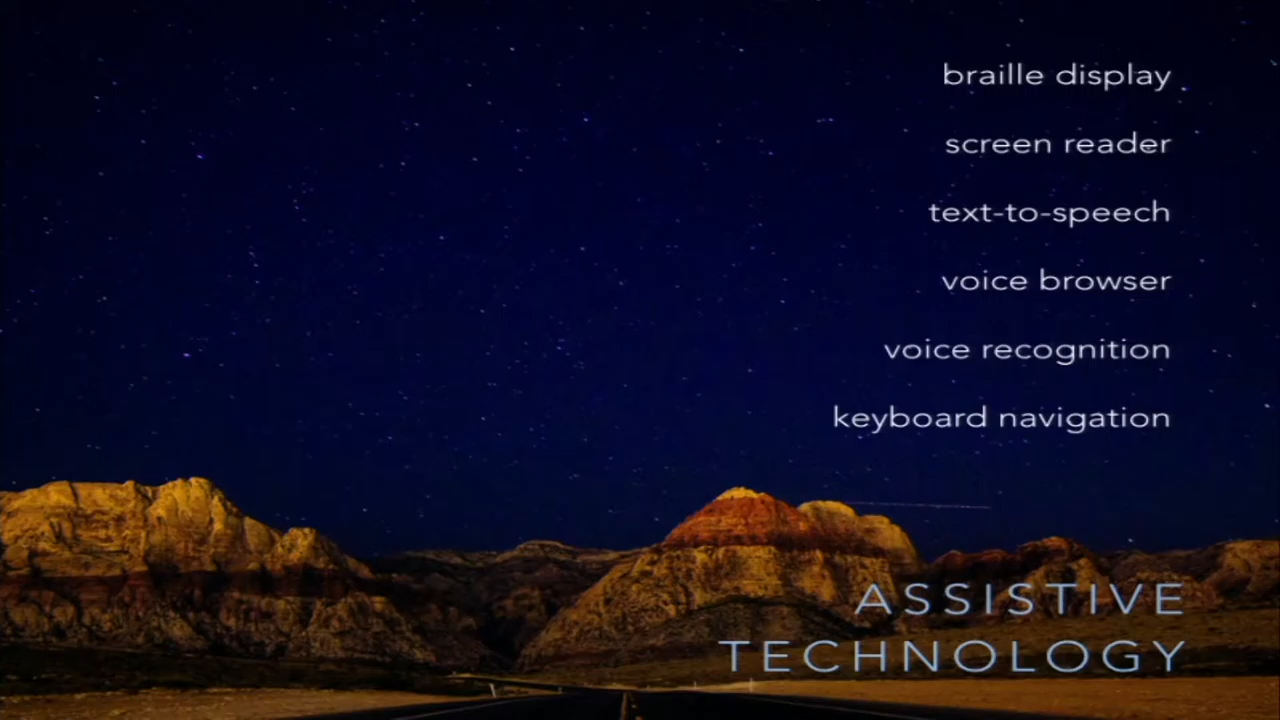 braille display
screen reader
text-to-speech
voice browser
voice recognition
keyboard navigation
ASSISTIVE
TECHNOLOGY